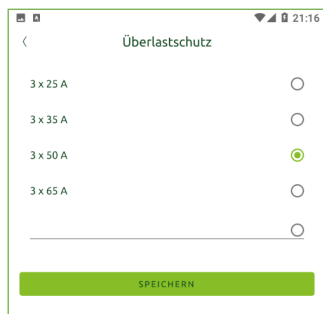 21:16
Überlastschutz
3 x 25 A
3 x 35 A
3 x 50 A
3 x 65 A
SPEICHERN